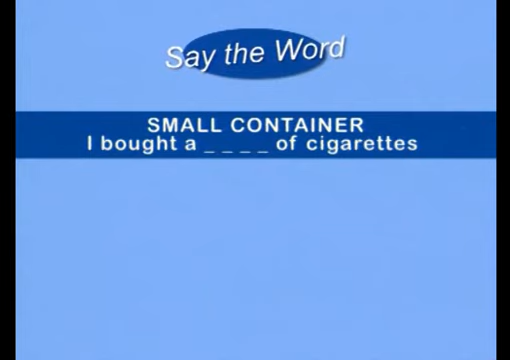 Say the Word
SMALL CONTAINER
I bought a _ _ _ _ of cigarettes